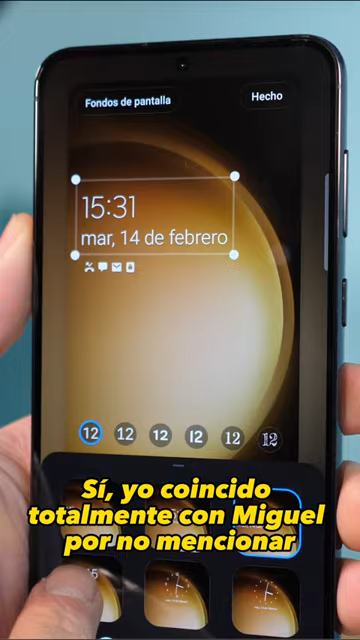 Fondos de pantalla
Hecho
15:31
mar, 14 de febrero
12 12 12 12 12 12
Sí, yo coincido
totalmente con Miguel
por no mencionar